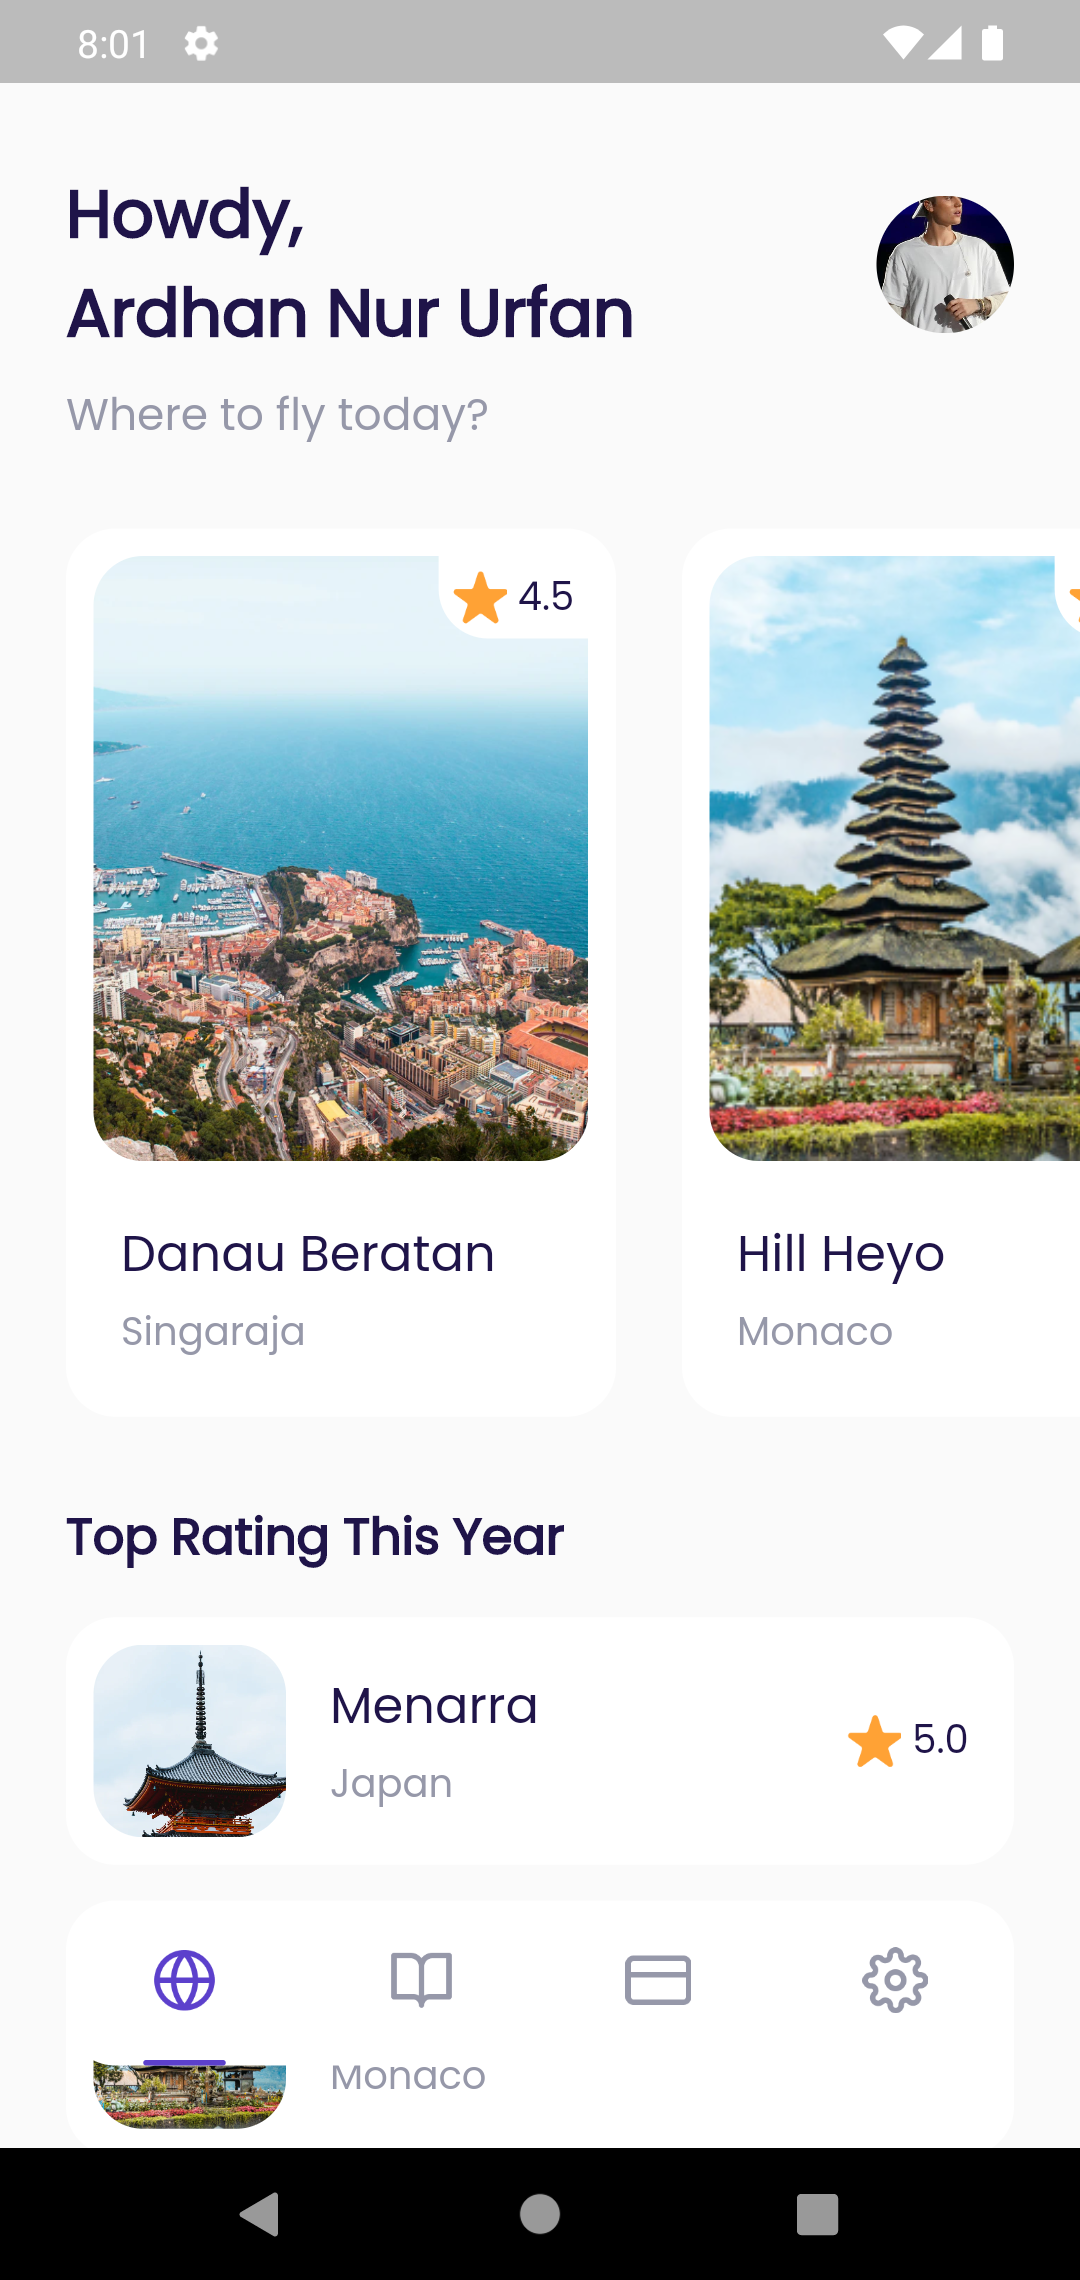 8:01
Howdy,
Ardhan Nur Urfan
Where to fly today?
4.5
Danau Beratan
Singaraja
Hill Heyo
Monaco
Top Rating This Year
Menarra
Japan
5.0
Monaco